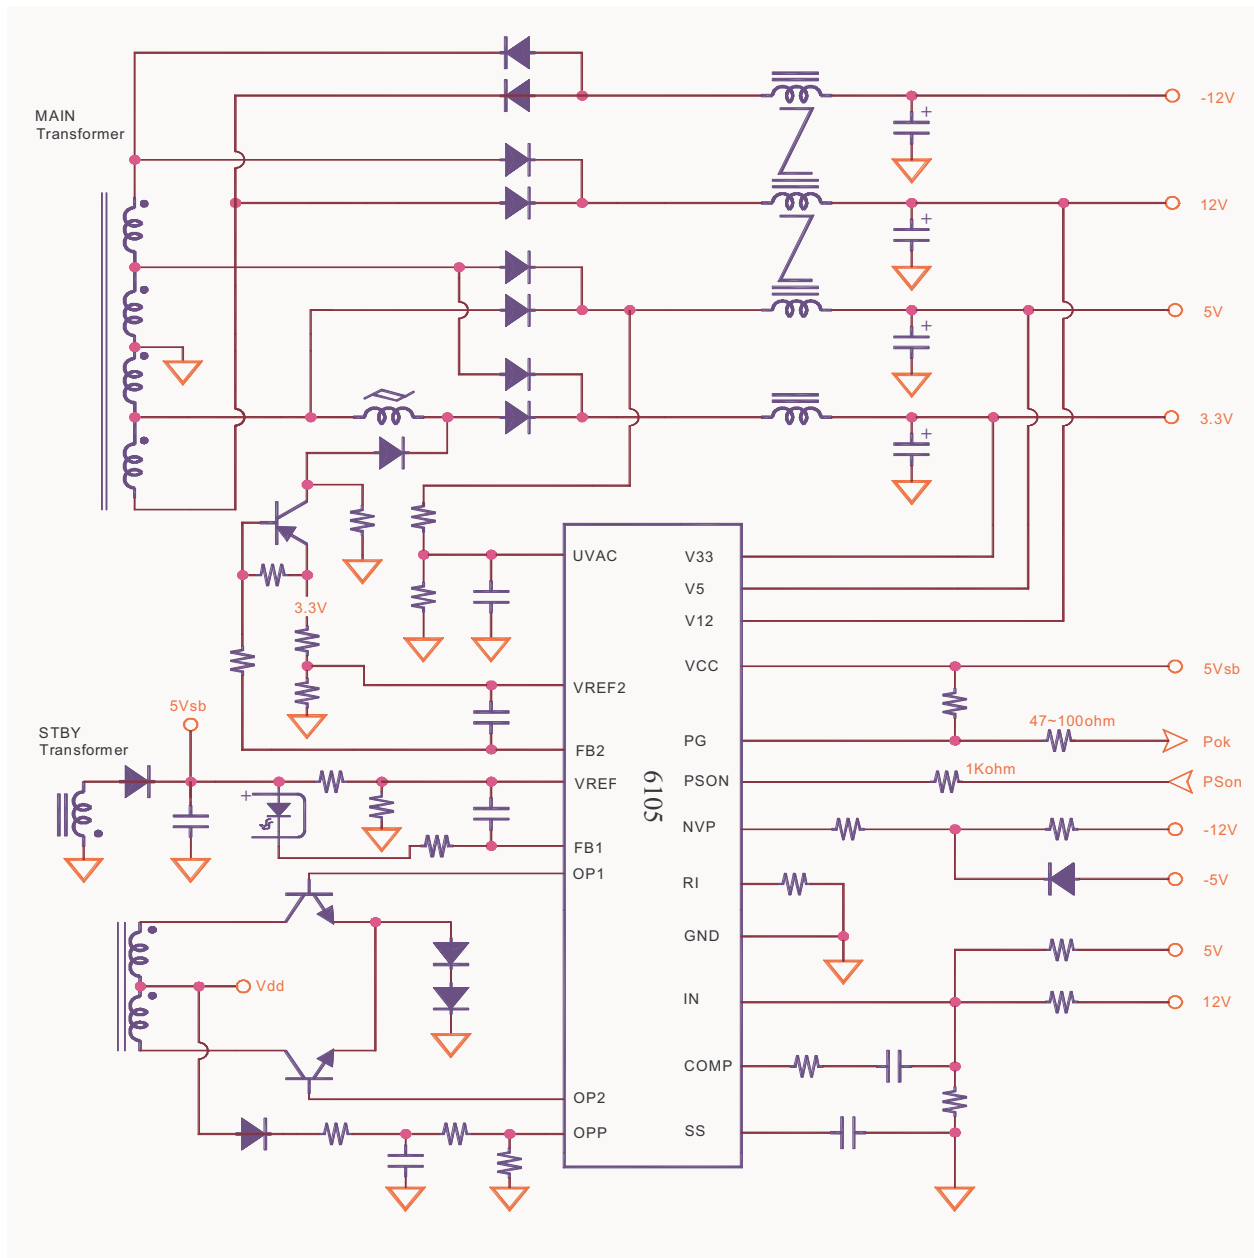 MAIN
Transformer
-12V
12V
5V
3.3V
UVAC
V33
V5
V12
3.3V
VREF2
VCC
5Vsb
5Vsb
STBY
Transformer
FB2
PG
47~100ohm
Pok
VREF
6105
PSON
1Kohm
PSon
+
+
+
+
+
FB1
NVP
-12V
OP1
RI
-5V
GND
5V
Vdd
IN
12V
COMP
OP2
OPP
SS